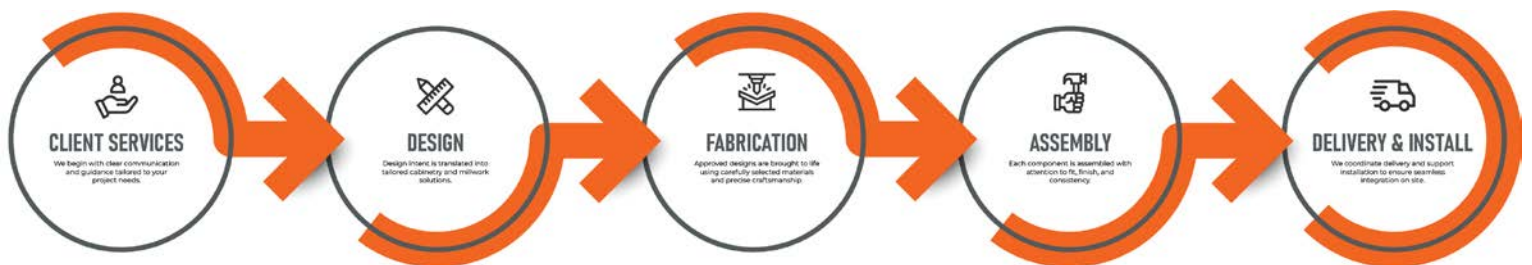 CLIENT SERVICES
We begin with clear communication
and guidance tailored to your
project needs.
DESIGN
Design intent is translated into
tailored cabinetry and millwork
solutions.
FABRICATION
Approved designs are brought to life
using carefully selected materials
and precise craftsmanship.
ASSEMBLY
Each component is assembled with
attention to fit, finish, and
consistency.
DELIVERY & INSTALL
We coordinate delivery and support
installation to ensure seamless
integration on site.